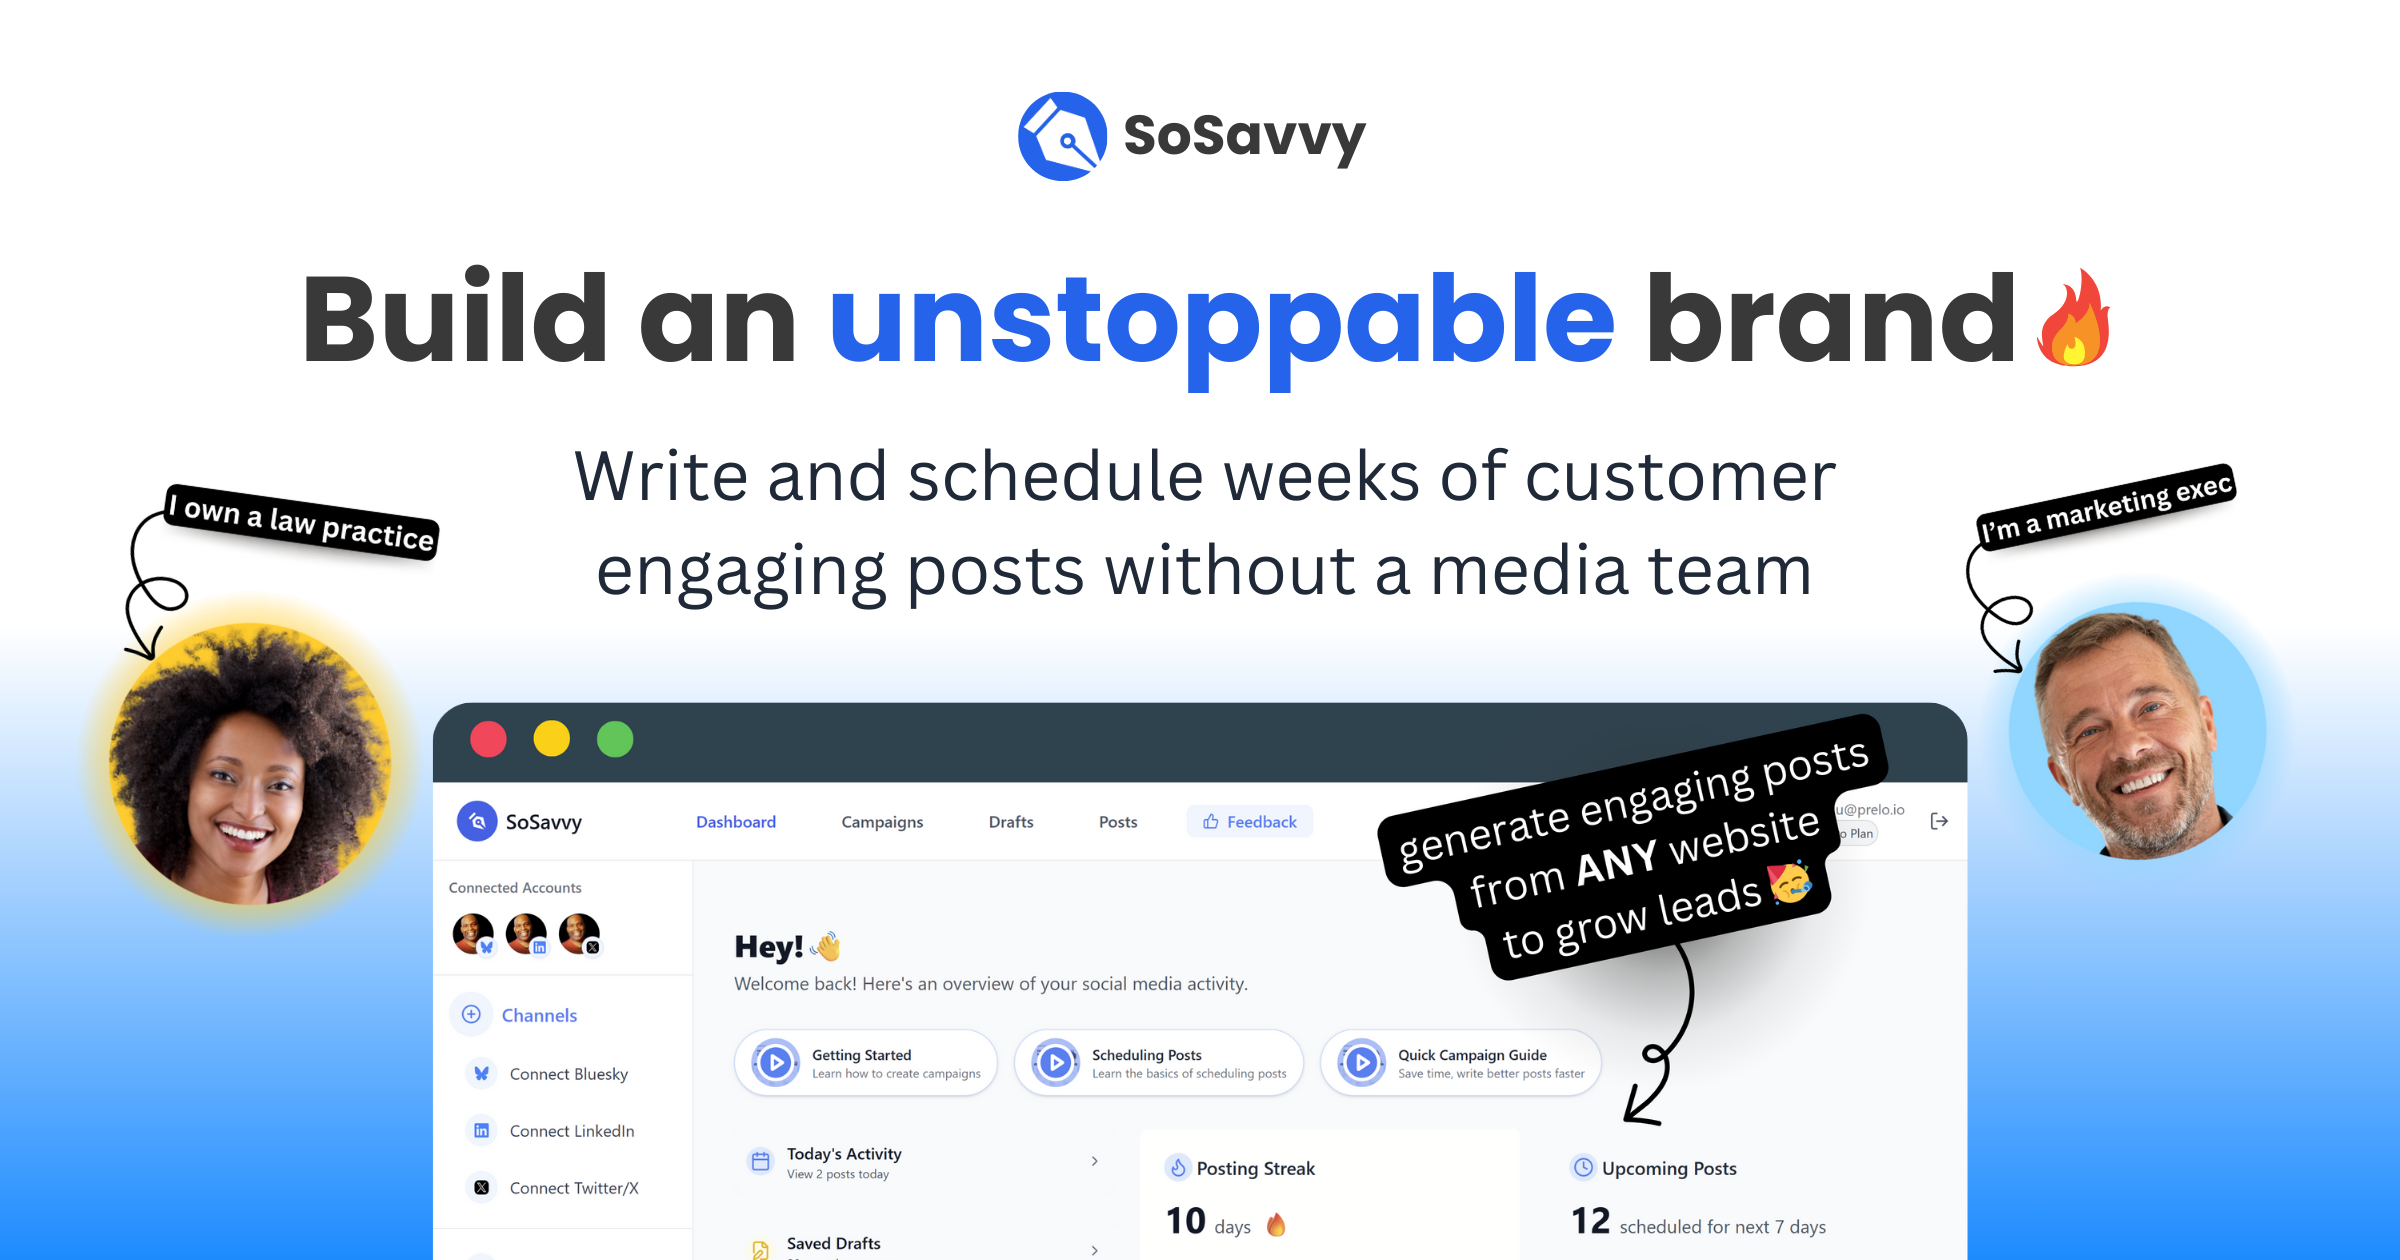 SoSavvy
Build an unstoppable brand
Write and schedule weeks of customer
engaging posts without a media team
I own a law practice
I'm a marketing exec
generate engaging posts
from ANY website
to grow leads
SoSavvy
Dashboard
Campaigns
Drafts
Posts
Feedback
u@prelo.io
Plan
Connected Accounts
Channels
Connect Bluesky
Connect LinkedIn
Connect Twitter/X
Hey!
Welcome back! Here's an overview of your social media activity.
Getting Started
Learn how to create campaigns
Scheduling Posts
Learn the basics of scheduling posts
Quick Campaign Guide
Save time, write better posts faster
Today's Activity
View 2 posts today
Saved Drafts
Posting Streak
10 days
Upcoming Posts
12 scheduled for next 7 days